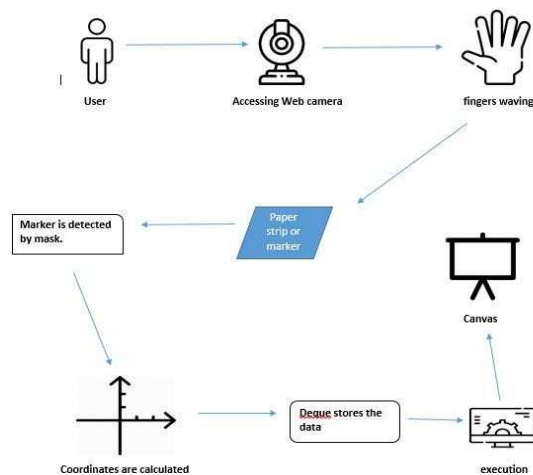 User
Accessing Web camera
fingers waving
Paper
strip or
marker
Marker is detected
by mask.
Canvas
Coordinates are calculated
Deque stores the
data
execution